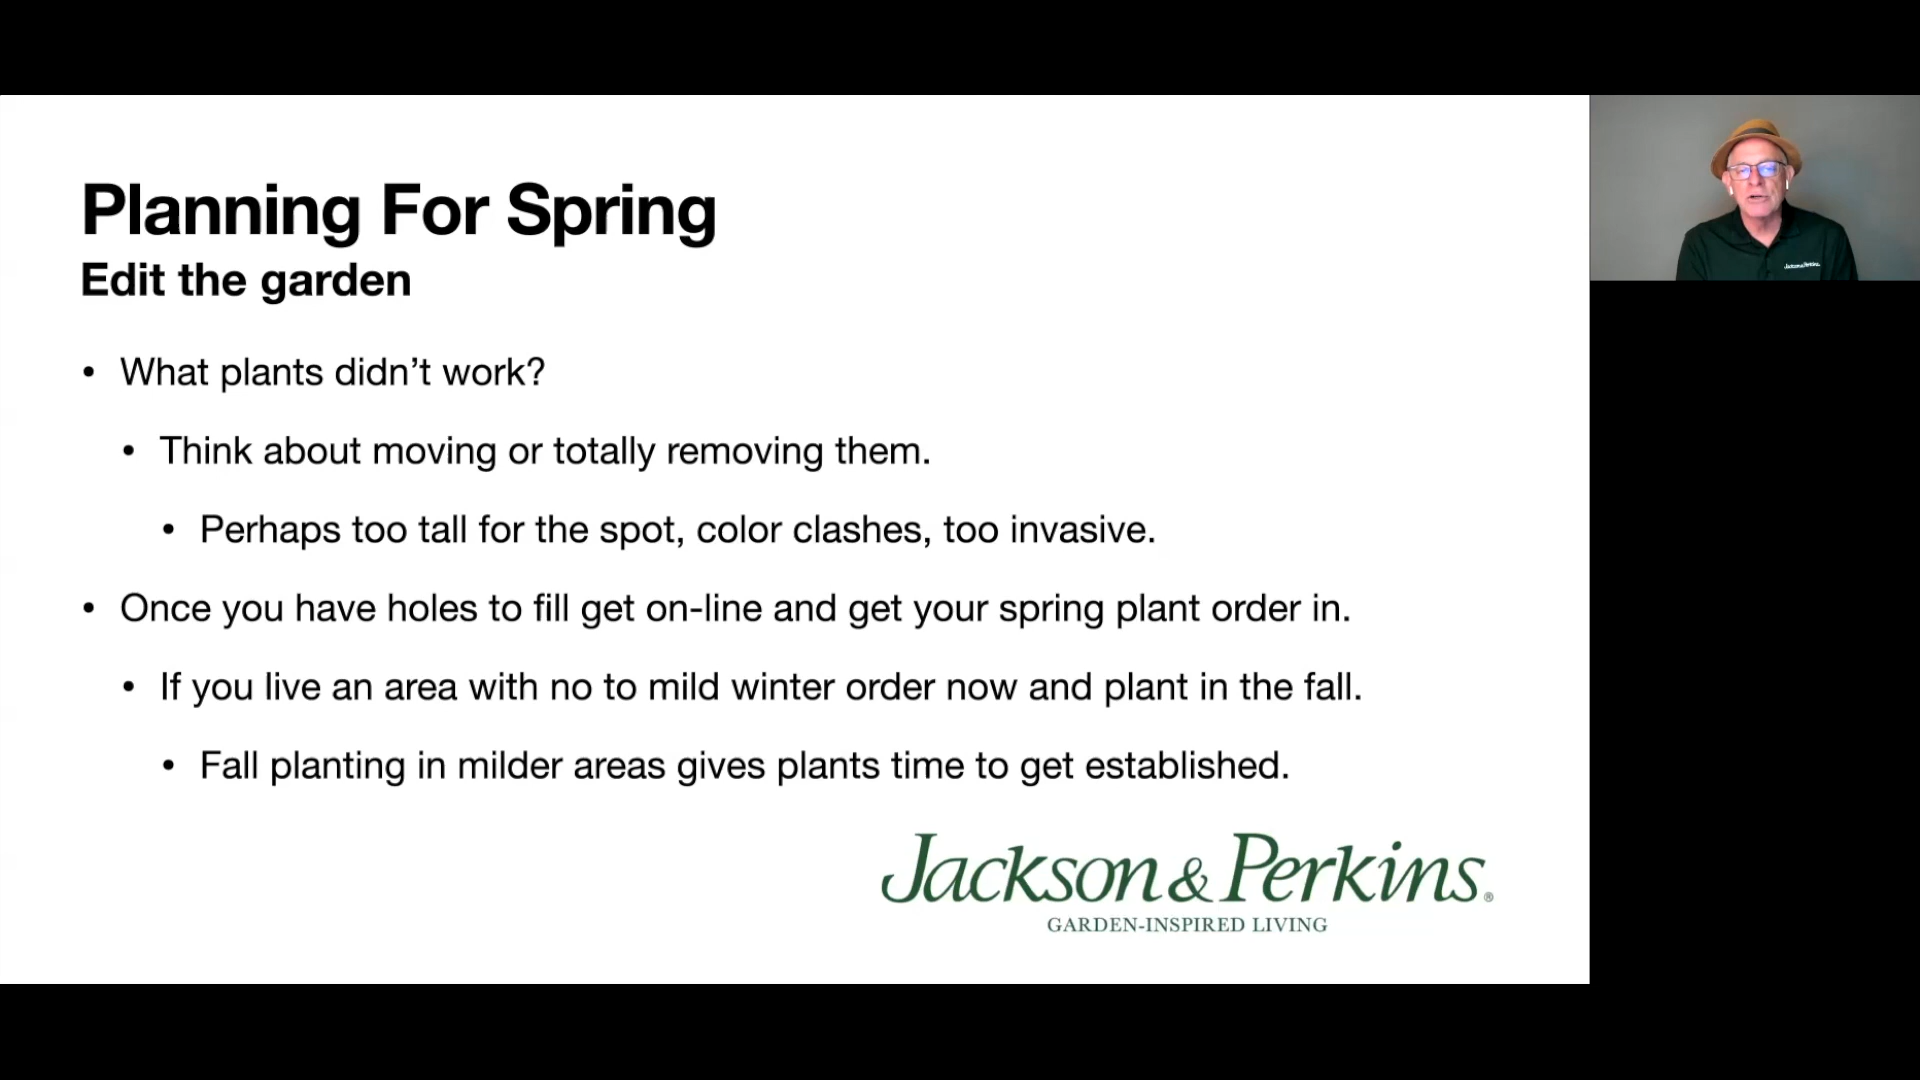 Planning For Spring
Edit the garden
• What plants didn’t work?
• Think about moving or totally removing them.
• Perhaps too tall for the spot, color clashes, too invasive.
• Once you have holes to fill get on-line and get your spring plant order in.
• If you live an area with no to mild winter order now and plant in the fall.
• Fall planting in milder areas gives plants time to get established.
Jackson & Perkins®
GARDEN-INSPIRED LIVING
Jackson & Perkins.